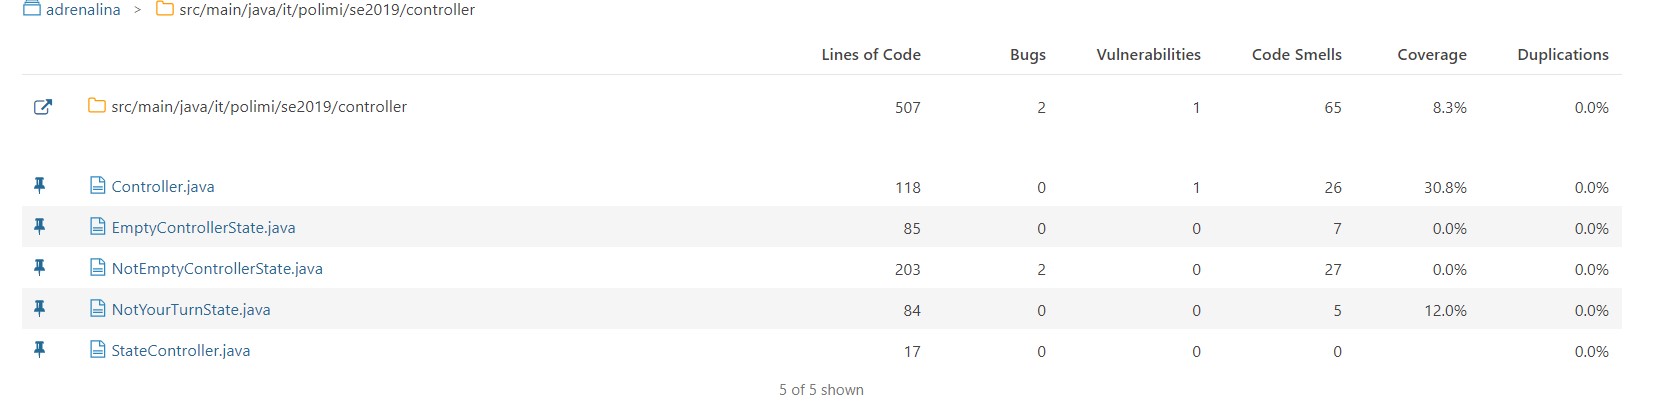 adrenalina > src/main/java/it/polimi/se2019/controller
Lines of Code Bugs Vulnerabilities Code Smells Coverage Duplications
src/main/java/it/polimi/se2019/controller 507 2 1 65 8.3% 0.0%
Controller.java 118 0 1 26 30.8% 0.0%
EmptyControllerState.java 85 0 0 7 0.0% 0.0%
NotEmptyControllerState.java 203 2 0 27 0.0% 0.0%
NotYourTurnState.java 84 0 0 5 12.0% 0.0%
StateController.java 17 0 0 0 0.0%
5 of 5 shown